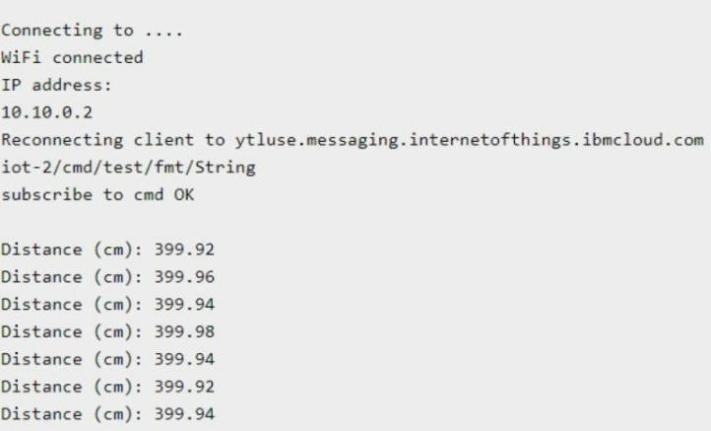 Connecting to ....
WiFi connected
IP address:
10.10.0.2
Reconnecting client to ytluse.messaging.internetofthings.ibmcloud.com
iot-2/cmd/test/fmt/String
subscribe to cmd OK
Distance (cm): 399.92
Distance (cm): 399.96
Distance (cm): 399.94
Distance (cm): 399.98
Distance (cm): 399.94
Distance (cm): 399.92
Distance (cm): 399.94